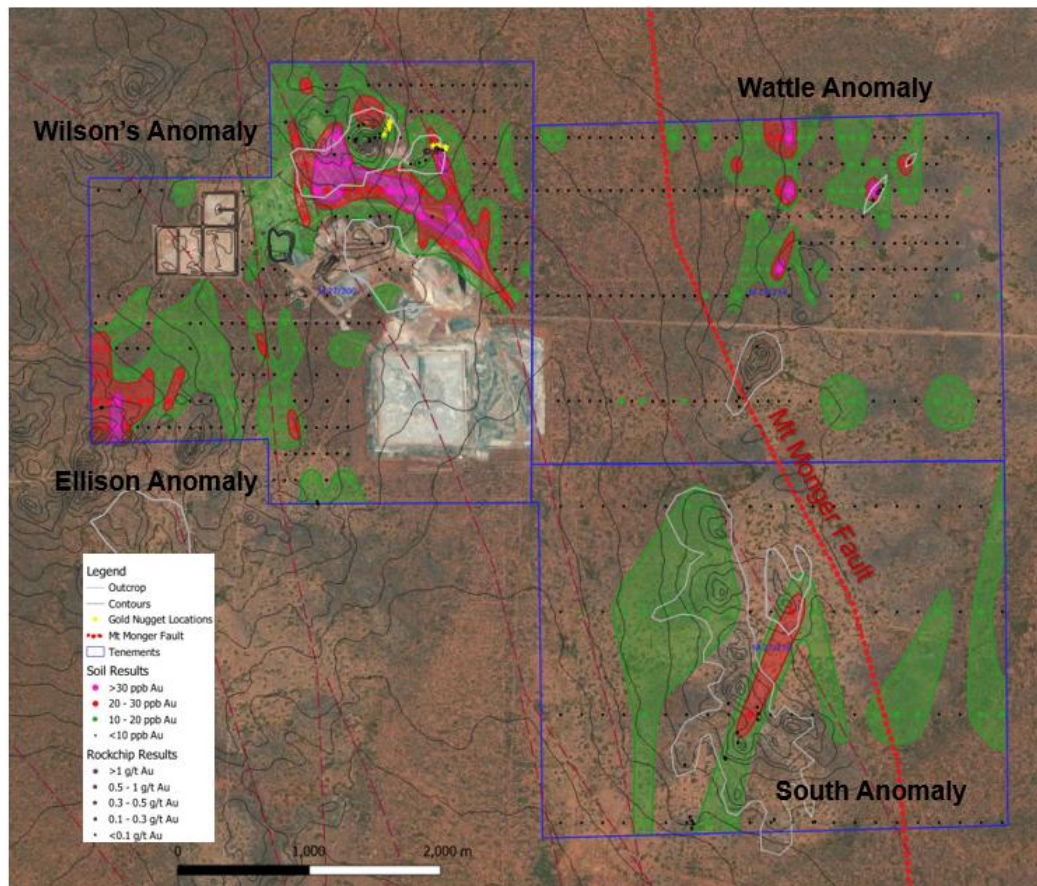 Wattle Anomaly
Wilson's Anomaly
Mt Monger Fault
Ellison Anomaly
Legend
Outcrop
Contours
Gold Nugget Locations
Mt Monger Fault
Tenements
Soil Results
>30 ppb Au
20 - 30 ppb Au
10 - 20 ppb Au
<10 ppb Au
Rockchip Results
>1 g/t Au
0.5 - 1 g/t Au
0.3 - 0.5 g/t Au
0.1 - 0.3 g/t Au
<0.1 g/t Au
South Anomaly
0 1,000 2,000 m